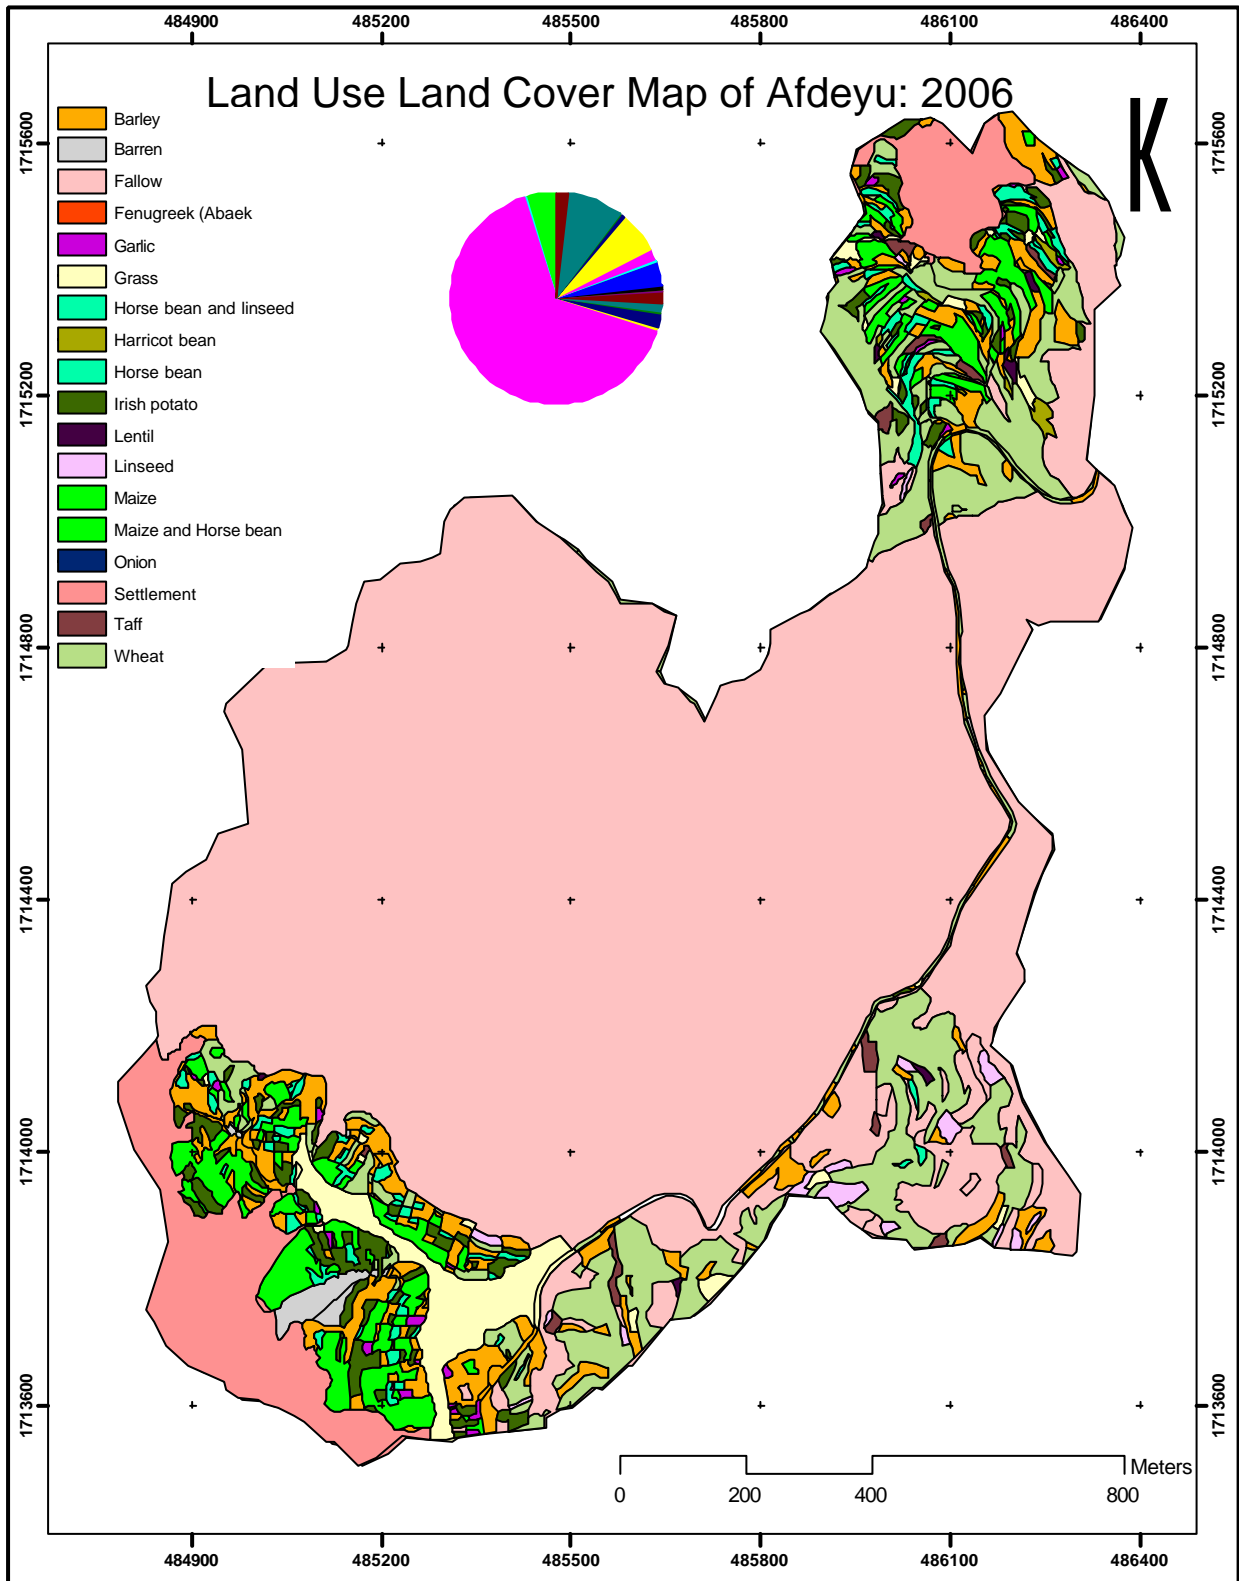 484900 485200 485500 485800 486100 486400
Land Use Land Cover Map of Afdeyu: 2006
K
Barley
Barren
Fallow
Fenugreek (Abaek
Garlic
Grass
Horse bean and linseed
Harricot bean
Horse bean
Irish potato
Lentil
Linseed
Maize
Maize and Horse bean
Onion
Settlement
Taff
Wheat
1715600
1715200
1714800
1714400
1714000
1713600
1715600
1715200
1714800
1714400
1714000
1713600
Meters
0 200 400 800
484900 485200 485500 485800 486100 486400